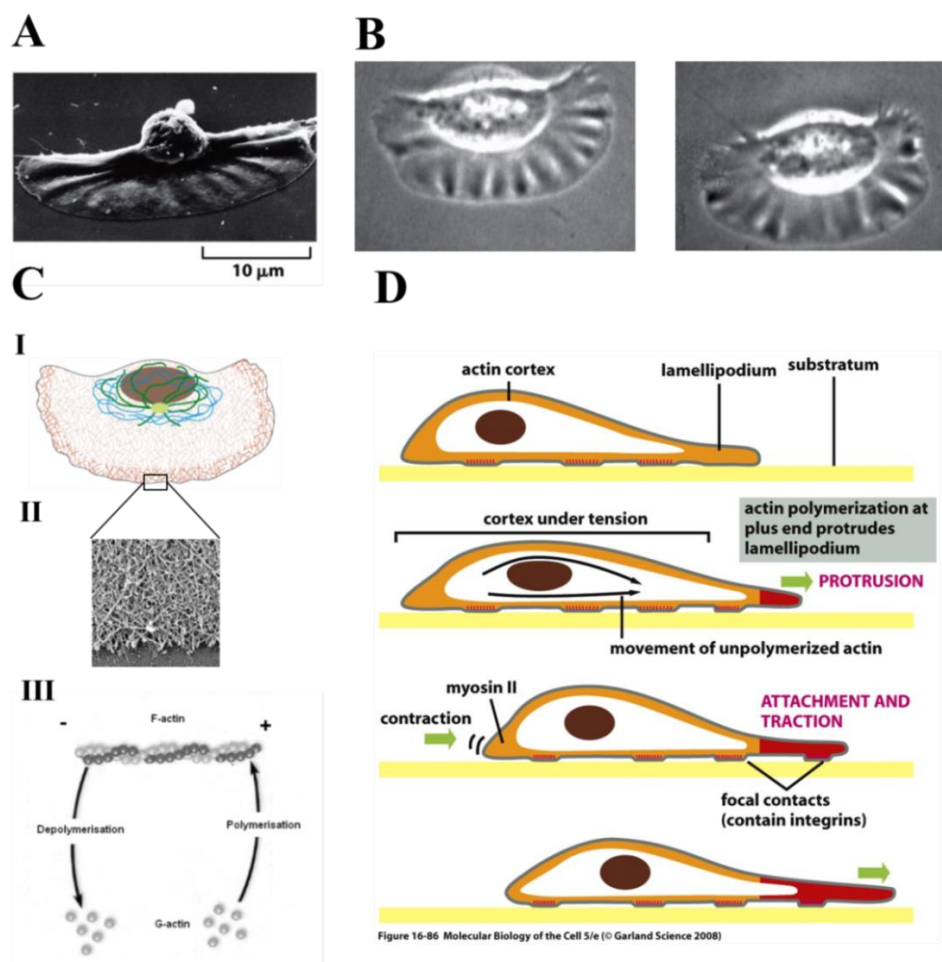 A
B
10 μm
C
D
I
actin cortex
lamellipodium
substratum
II
cortex under tension
actin polymerization at
plus end protrudes
lamellipodium
PROTRUSION
movement of unpolymerized actin
III
- +
F-actin
Depolymerisation
Polymerisation
G-actin
myosin II
contraction
ATTACHMENT AND
TRACTION
focal contacts
(contain integrins)
Figure 16-86 Molecular Biology of the Cell 5/e (© Garland Science 2008)